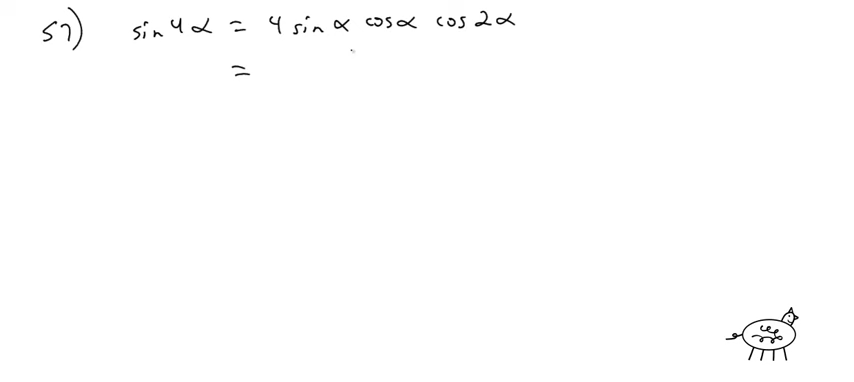 57) sin 4α = 4 sin α cos α cos 2α
=